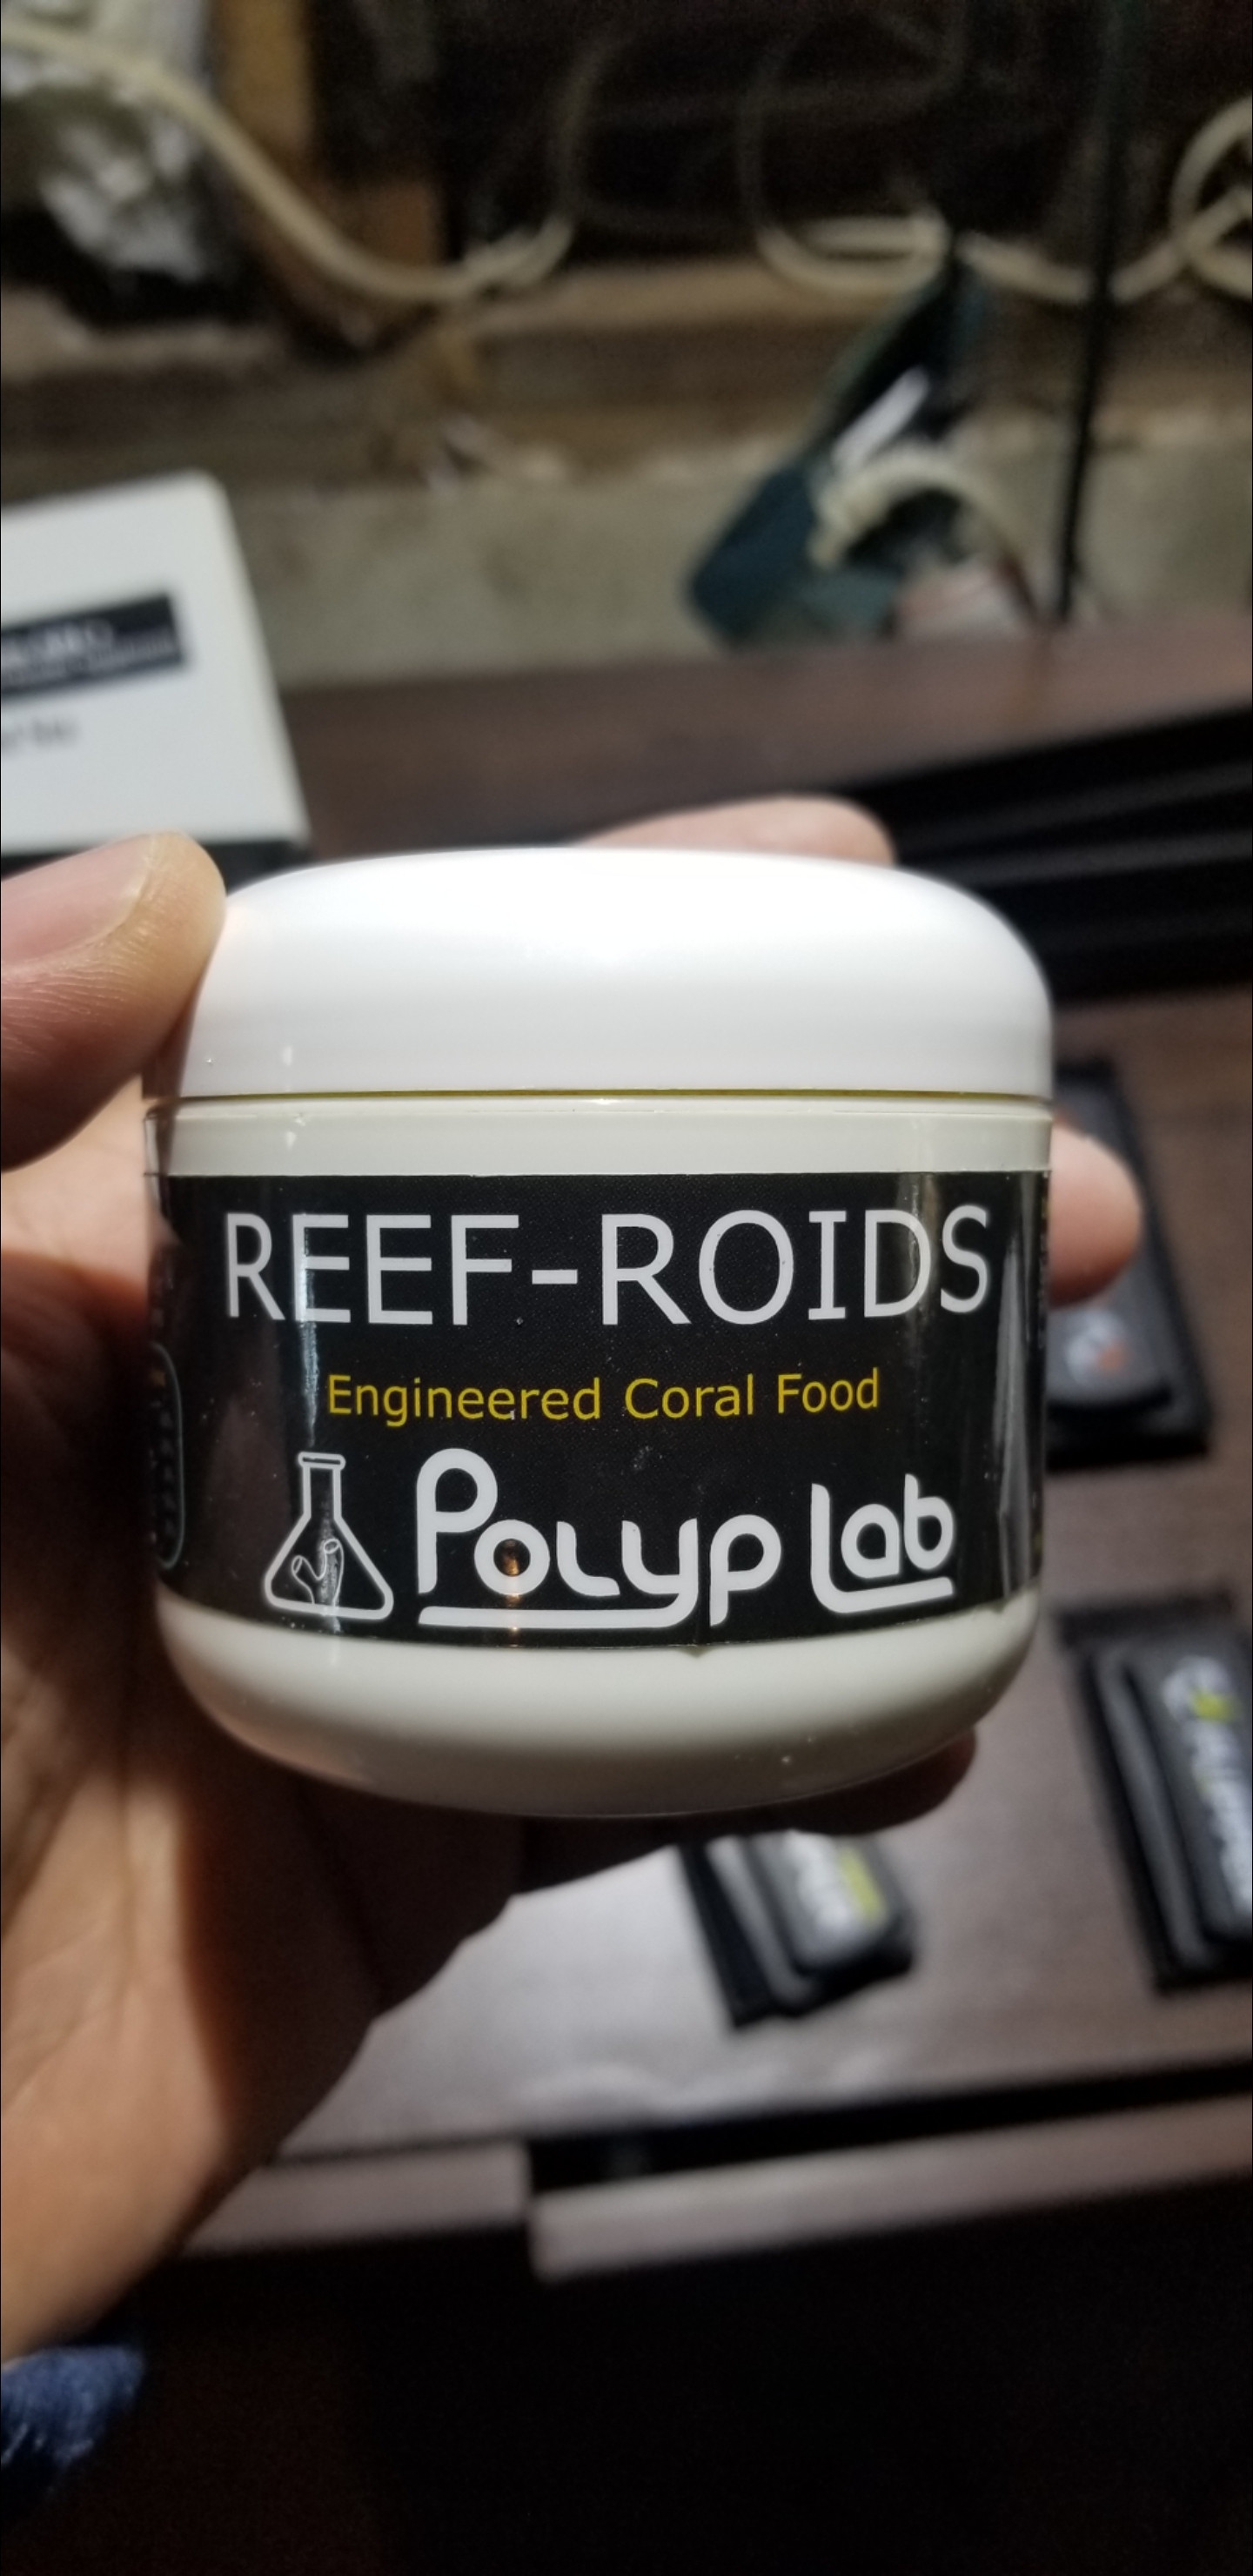 REEF-ROIDS
Engineered Coral Food
Polyp Lab